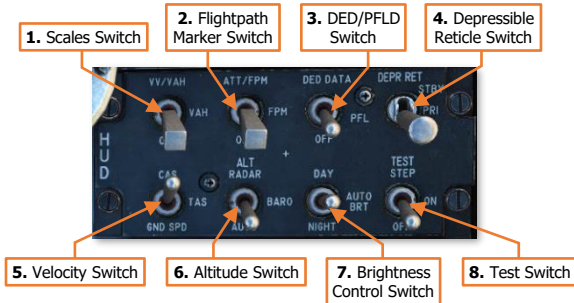 1. Scales Switch
2. Flightpath
Marker Switch
3. DED/PFLD
Switch
4. Depressible
Reticle Switch
VV/VAH
ATT/FPM
DED DATA
DEPR RET
STBY
VAH
FPM
PFL
PRI
OFF
HUD
CAS
ALT
RADAR
DAY
TEST
STEP
TAS
BARO
AUTO
BRT
ON
GND SPD
AUTO
NIGHT
OFF
5. Velocity Switch
6. Altitude Switch
7. Brightness
Control Switch
8. Test Switch